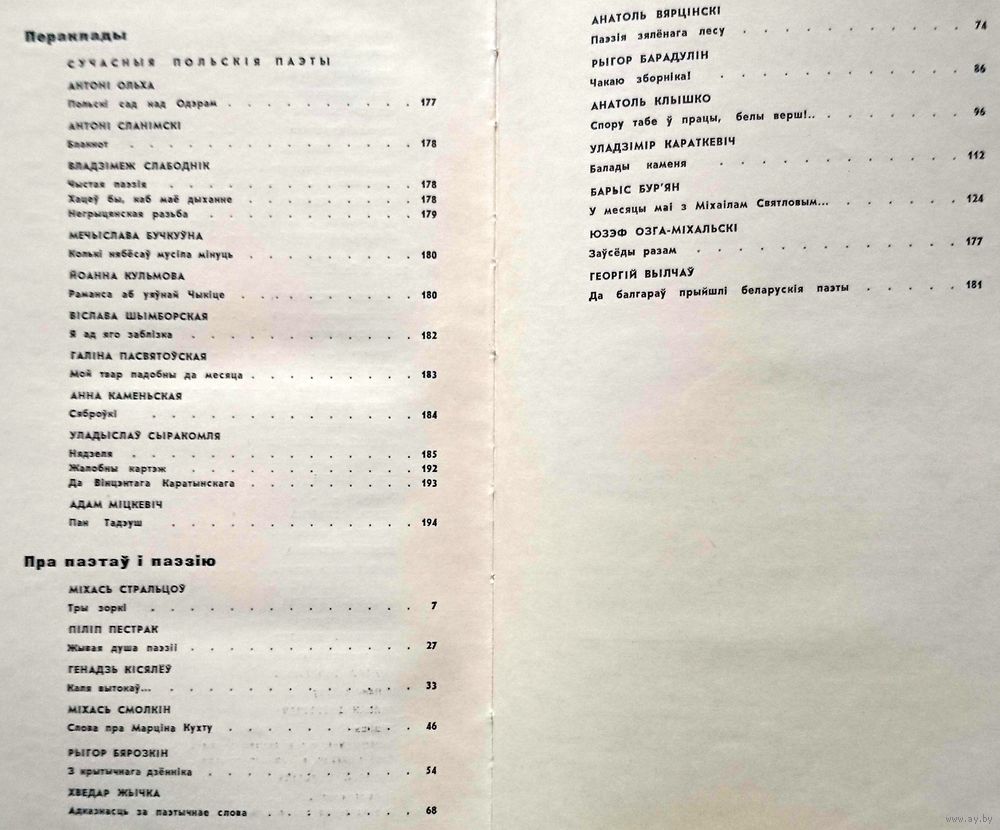 Пераклады
СУЧАСНЫЯ ПОЛЬСКІЯ ПАЭТЫ
АНТОНІ ОЛЬХА
Польскі сад над Одэрам . . . . . . . . . . 177
АНТОНІ СЛАНІМСКІ
Блакнот . . . . . . . . . . . . . . . 178
ВЛАДЗІМЕЖ СЛАБОДНІК
Чыстая паэзія . . . . . . . . . . . . . 178
Хацеў бы, каб маё дыханне . . . . . . . . . 178
Негрыцянская разьба . . . . . . . . . . . 179
МЕЧЫСЛАВА БУЧКУЎНА
Колькі нябёсаў мусіла мінуць . . . . . . . . . 180
ЙОАННА КУЛЬМОВА
Раманса аб уяўнай Чыкіце . . . . . . . . . 180
ВІСЛАВА ШЫМБОРСКАЯ
Я ад яго заблізка . . . . . . . . . . . . 182
ГАЛІНА ПАСВЯТОЎСКАЯ
Мой твар падобны да месяца . . . . . . . . . 183
АННА КАМЕНЬСКАЯ
Сяброўкі . . . . . . . . . . . . . . 184
УЛАДЫСЛАЎ СЫРАКОМЛЯ
Нядзеля . . . . . . . . . . . . . . . 185
Жалобны картэж . . . . . . . . . . . . 192
Да Вінцэнтага Каратынскага . . . . . . . . . 193
АДАМ МІЦКЕВІЧ
Пан Тадэуш . . . . . . . . . . . . . 194
Пра паэтаў і паэзію
МІХАСЬ СТРАЛЬЦОЎ
Тры зоркі . . . . . . . . . . . . . . 7
ПІЛІП ПЕСТРАК
Жывая душа паэзіі . . . . . . . . . . . . 27
ГЕНАДЗЬ КІСЯЛЁЎ
Каля вытокаў... . . . . . . . . . . . . . 33
МІХАСЬ СМОЛКІН
Слова пра Марціна Кухту . . . . . . . . . . 46
РЫГОР БЯРОЗКІН
З крытычнага дзённіка . . . . . . . . . . . 54
ХВЕДАР ЖЫЧКА
Адказнасць за паэтычнае слова . . . . . . . . 68
АНАТОЛЬ ВЯРЦІНСКІ
Паэзія зялёнага лесу . . . . . . . . . . . 74
РЫГОР БАРАДУЛІН
Чакаю зборніка! . . . . . . . . . . . . 86
АНАТОЛЬ КЛЫШКО
Спору табе ў працы, белы верш!.. . . . . . . . 96
УЛАДЗІМІР КАРАТКЕВІЧ
Балады каменя . . . . . . . . . . . . . 112
БАРЫС БУР'ЯН
У месяцы маі з Міхаілам Святловым... . . . . . . 124
ЮЗЭФ ОЗГА-МІХАЛЬСКІ
Заўсёды разам . . . . . . . . . . . . . 177
ГЕОРГІЙ ВЫЛЧАЎ
Да балгараў прыйшлі беларускія паэты . . . . . 181
www.ay.by